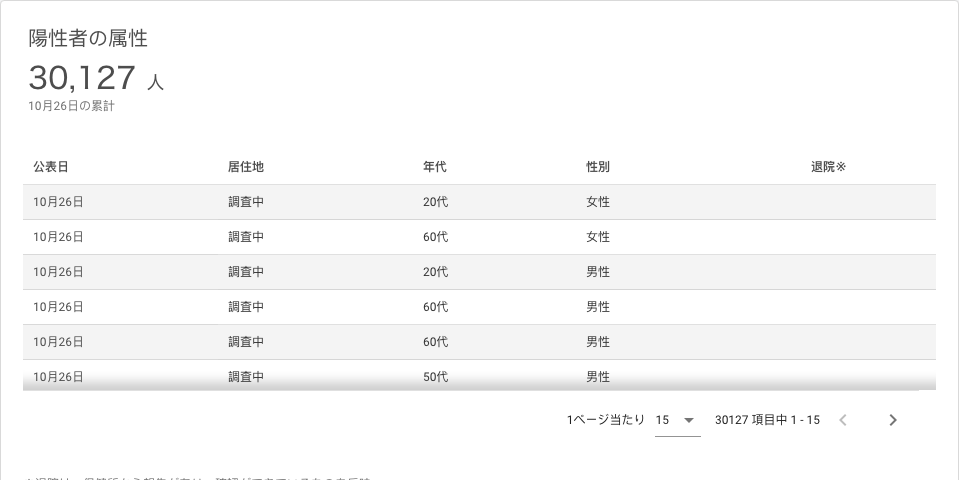 陽性者の属性
30,127 人
10月26日の累計
公表日 居住地 年代 性別 退院※
10月26日 調査中 20代 女性
10月26日 調査中 60代 女性
10月26日 調査中 20代 男性
10月26日 調査中 60代 男性
10月26日 調査中 60代 男性
10月26日 調査中 50代 男性
1ページ当たり 15 30127 項目中 1 - 15